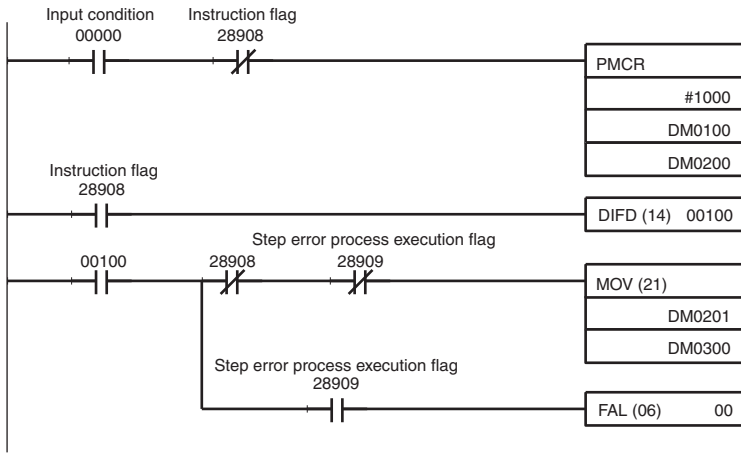 Input condition
00000
Instruction flag
28908
PMCR
#1000
DM0100
DM0200
Instruction flag
28908
DIFD (14) 00100
Step error process execution flag
00100
28908
28909
MOV (21)
DM0201
DM0300
Step error process execution flag
28909
FAL (06) 00